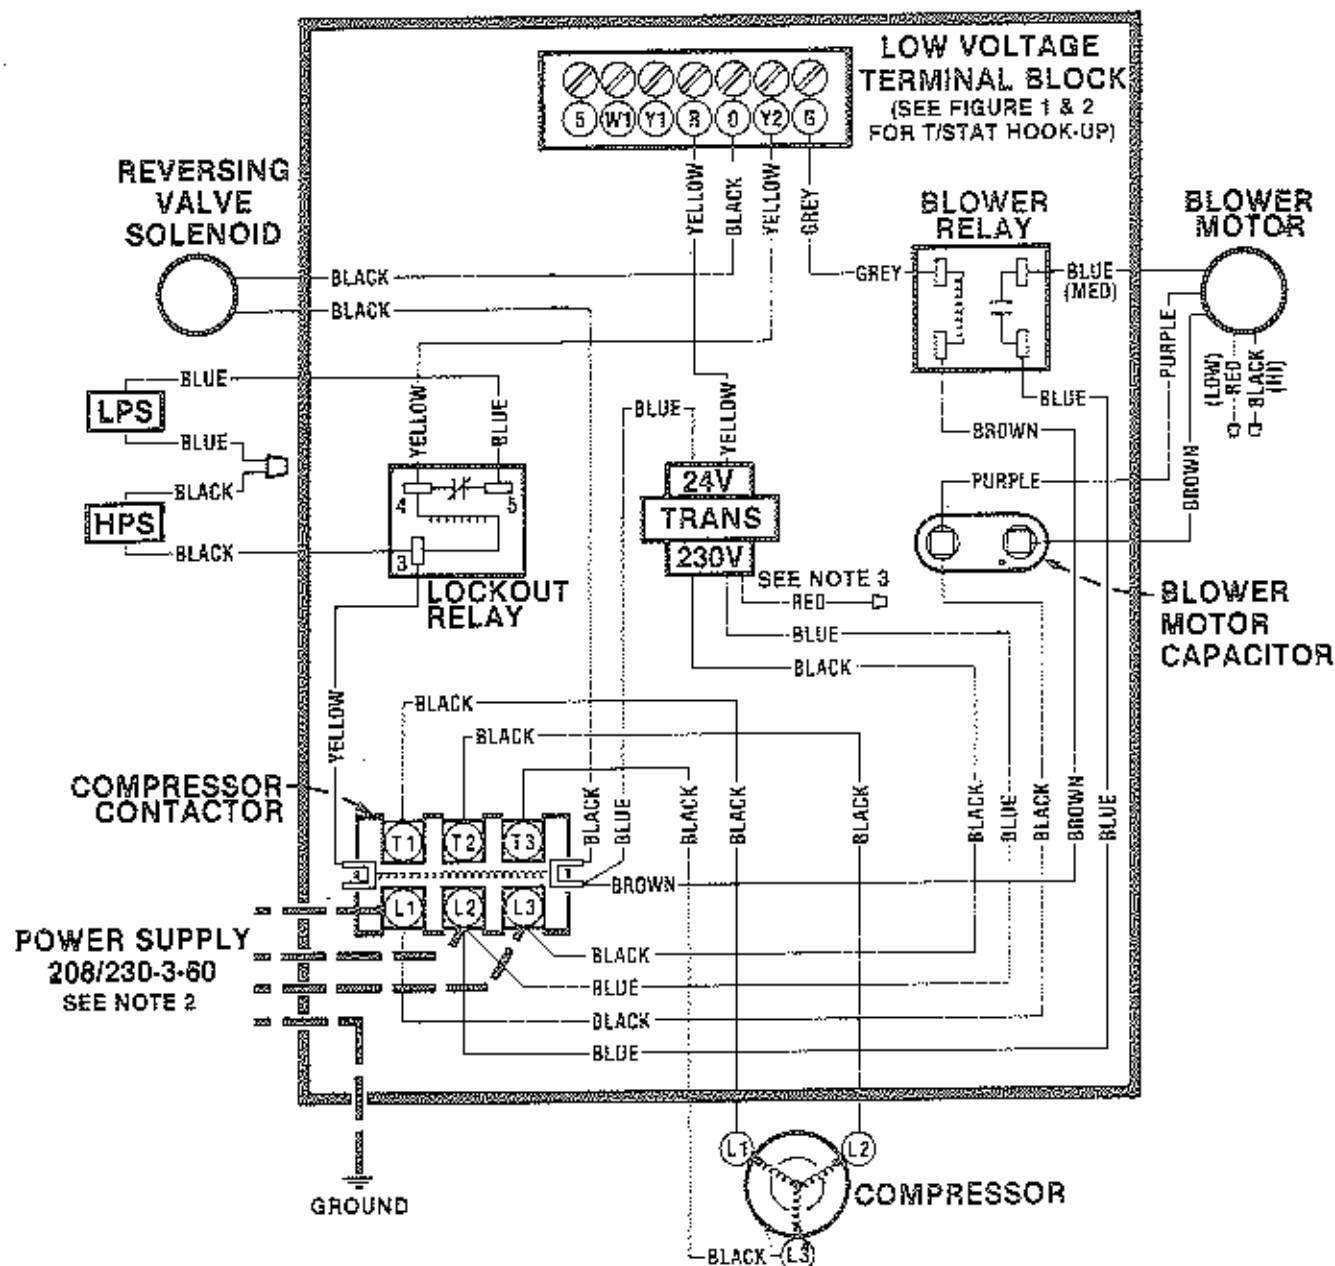 LOW VOLTAGE
TERMINAL BLOCK
(SEE FIGURE 1 & 2
FOR T/STAT HOOK-UP)
5 W1 Y1 Y2
YELLOW
BLACK
YELLOW
GREY
REVERSING
VALVE
SOLENOID
BLACK
BLACK
BLOWER
RELAY
GREY
BLUE
(MED)
BLOWER
MOTOR
PURPLE
(LOW)
RED
BLACK
(HI)
BLUE
LPS
BLUE
BLACK
HPS
BLACK
YELLOW
BLUE
4
5
3
LOCKOUT
RELAY
BLUE
YELLOW
24V
TRANS
230V
SEE NOTE 3
RED
BLUE
BLACK
BLUE
BROWN
PURPLE
BROWN
BLOWER
MOTOR
CAPACITOR
YELLOW
BLACK
BLACK
COMPRESSOR
CONTACTOR
BLACK
BLUE
BLACK
BLACK
BLACK
BLACK
BLUE
BLACK
BROWN
BLUE
T1 T2 T3
BROWN
L1 L2 L3
POWER SUPPLY
208/230-3-60
SEE NOTE 2
BLACK
BLUE
BLACK
BLUE
GROUND
L1 L2
COMPRESSOR
BLACK
L3